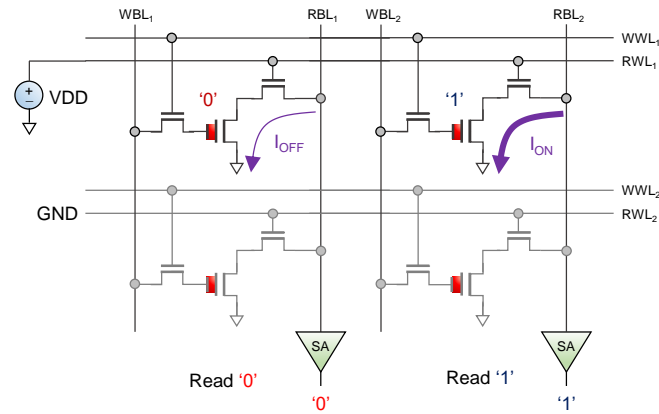 WBL1 RBL1 WBL2 RBL2
WWL1
RWL1
VDD
'0' '1'
IOFF ION
WWL2
GND RWL2
SA SA
Read '0' Read '1'
'0' '1'